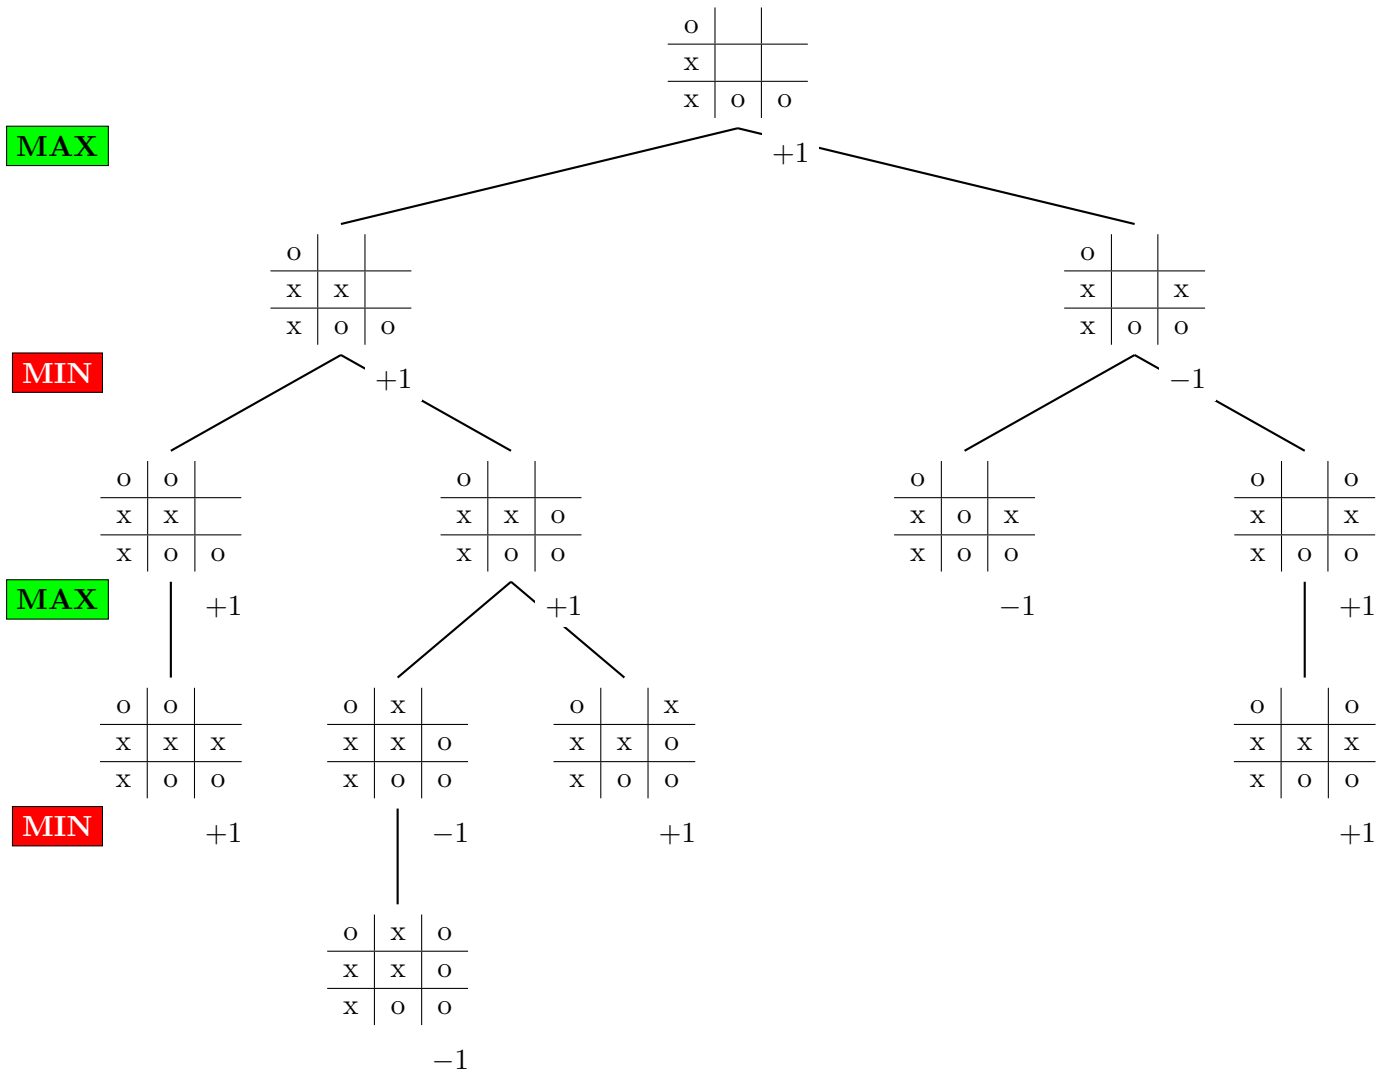 o
x
x o o
MAX
+1
o o
x x x x
x o o x o o
MIN
+1 −1
o o o o o o
x x x x o x o x x x
x o o x o o x o o x o o
MAX
+1 +1 −1 +1
o o o x o x o o
x x x x x o x x o x x x
x o o x o o x o o x o o
MIN
+1 −1 +1 +1
o x o
x x o
x o o
−1